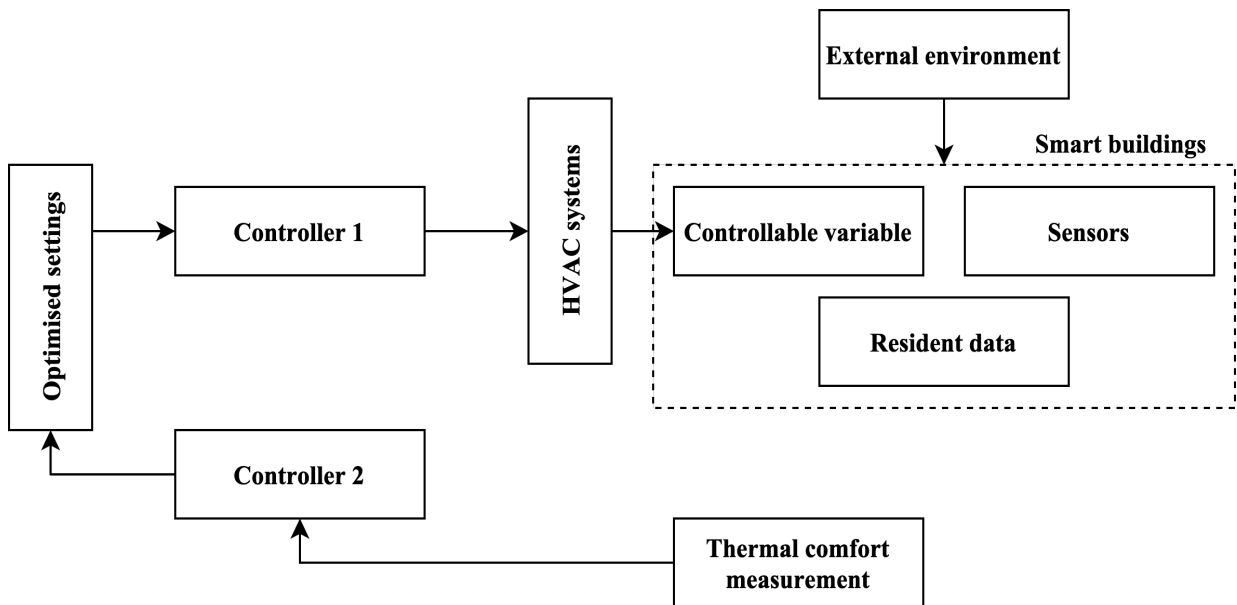 External environment
Smart buildings
Optimised settings
Controller 1
HVAC systems
Controllable variable
Sensors
Resident data
Controller 2
Thermal comfort
measurement